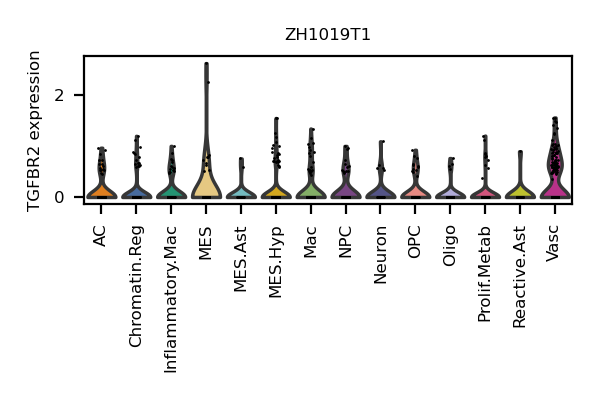 ZH1019T1
TGFBR2 expression
2
0
AC
Chromatin.Reg
Inflammatory.Mac
MES
MES.Ast
MES.Hyp
Mac
NPC
Neuron
OPC
Oligo
Prolif.Metab
Reactive.Ast
Vasc